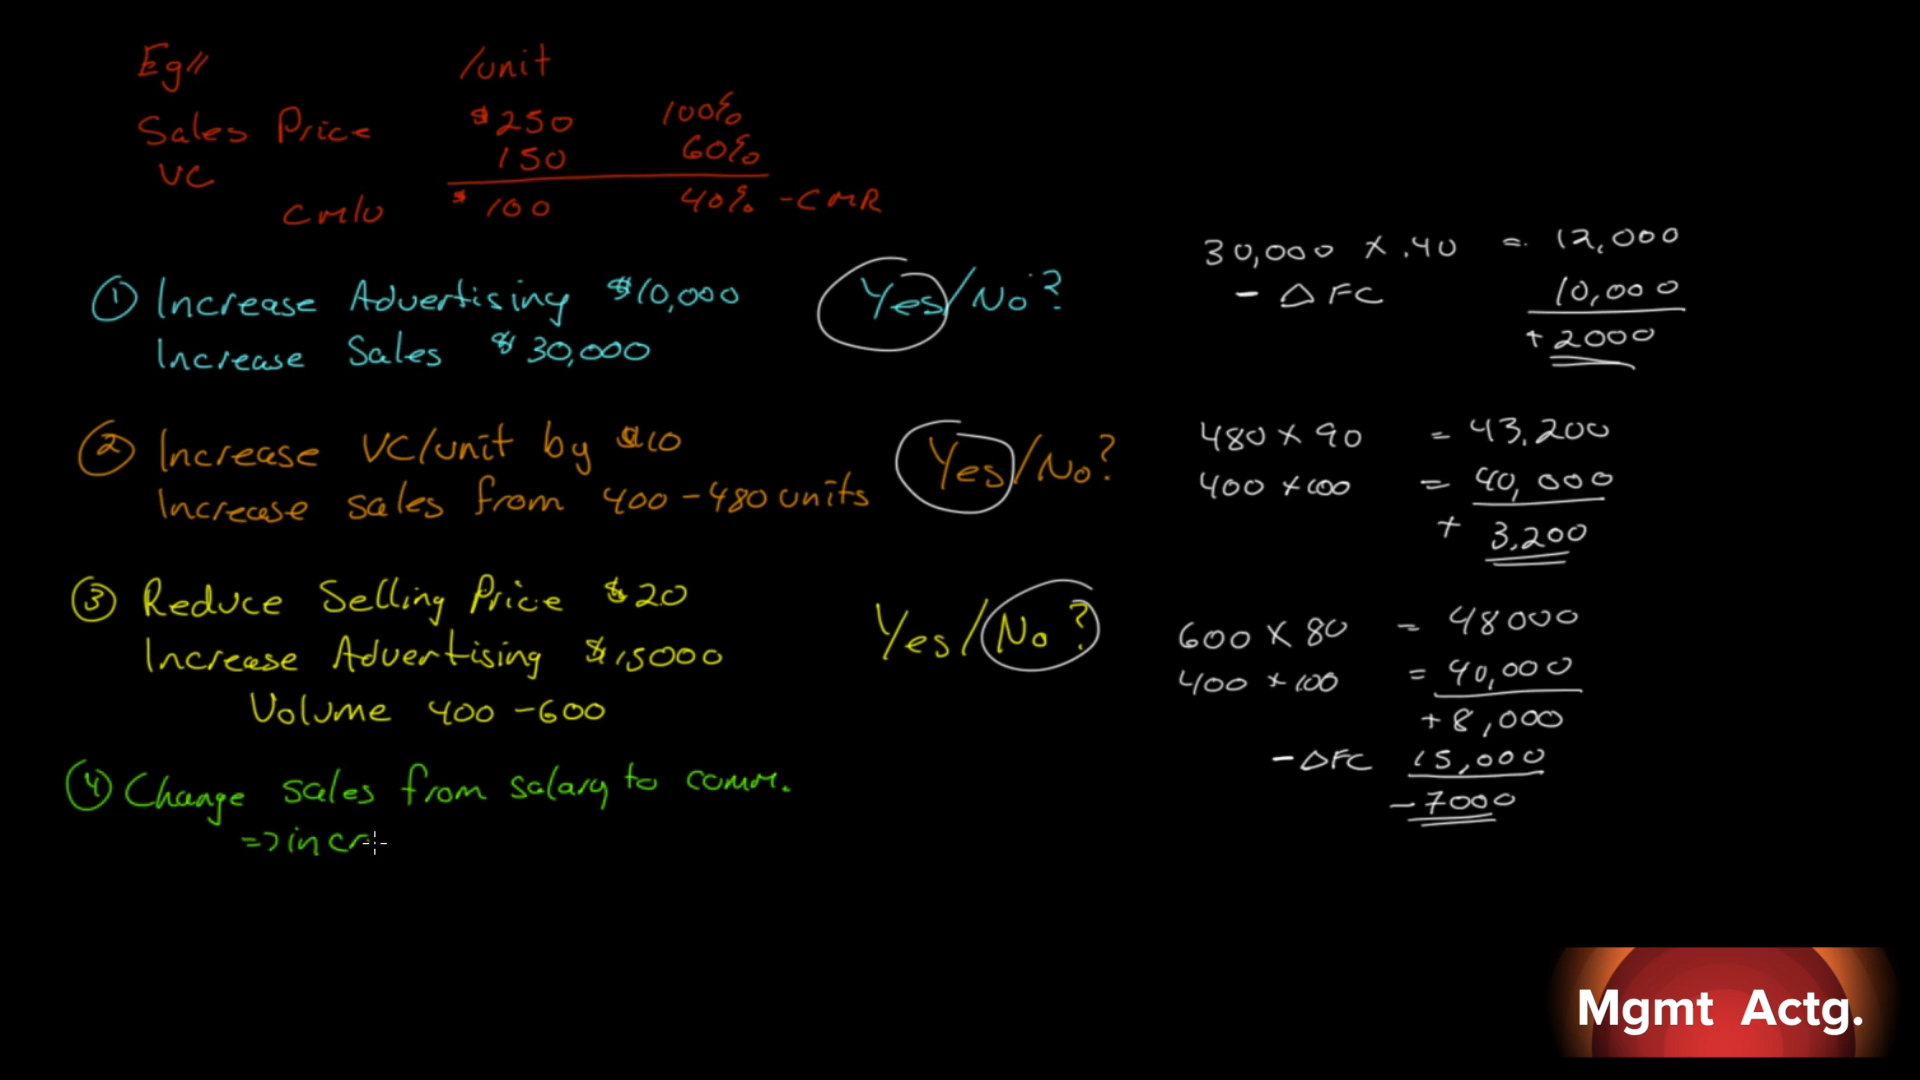 Eg// /unit
Sales Price $250 100%
VC 150 60%
CM/U $100 40% - CMR
① Increase Advertising $10,000 Yes/No?
Increase Sales $30,000
30,000 x .40 = 12,000
- △FC 10,000
+ 2000
② Increase VC/unit by $10 Yes/No?
Increase sales from 400 - 480 units
480 x 90 = 43,200
400 x 100 = 40,000
+ 3,200
③ Reduce Selling Price $20 Yes/No?
Increase Advertising $15000
Volume 400 - 600
600 x 80 = 48000
400 x 100 = 40,000
+ 8,000
- △FC 15,000
- 7000
④ Change sales from salary to comm.
=> incr
Mgmt Actg.